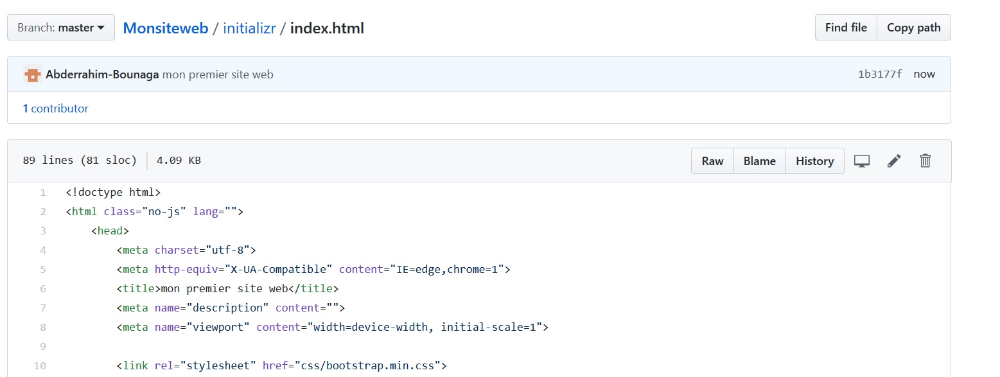 Branch: master Monsiteweb / initializr / index.html Find file Copy path
Abderrahim-Bounaga mon premier site web 1b3177f now
1 contributor
89 lines (81 sloc) 4.09 KB Raw Blame History
1 <!doctype html>
2 <html class="no-js" lang="">
3 <head>
4 <meta charset="utf-8">
5 <meta http-equiv="X-UA-Compatible" content="IE=edge,chrome=1">
6 <title>mon premier site web</title>
7 <meta name="description" content="">
8 <meta name="viewport" content="width=device-width, initial-scale=1">
9
10 <link rel="stylesheet" href="css/bootstrap.min.css">